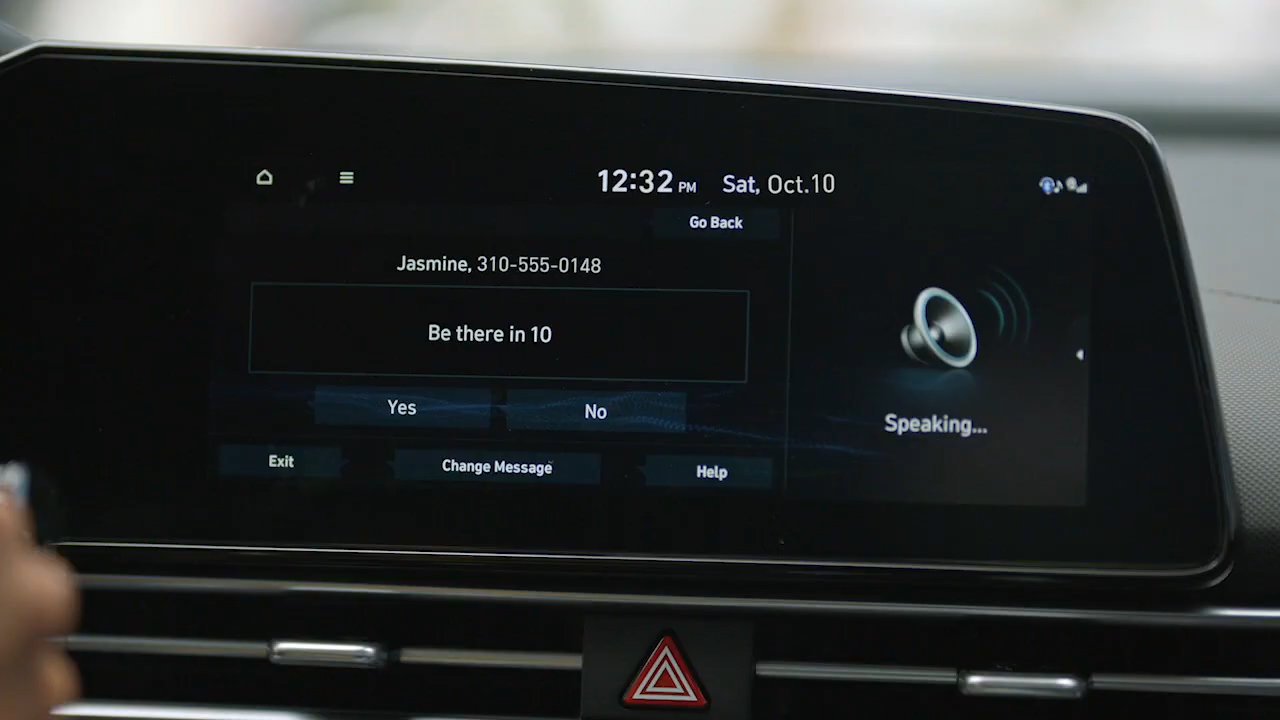 12:32 PM Sat, Oct.10
Go Back
Jasmine, 310-555-0148
Be there in 10
Yes
No
Speaking...
Exit
Change Message
Help